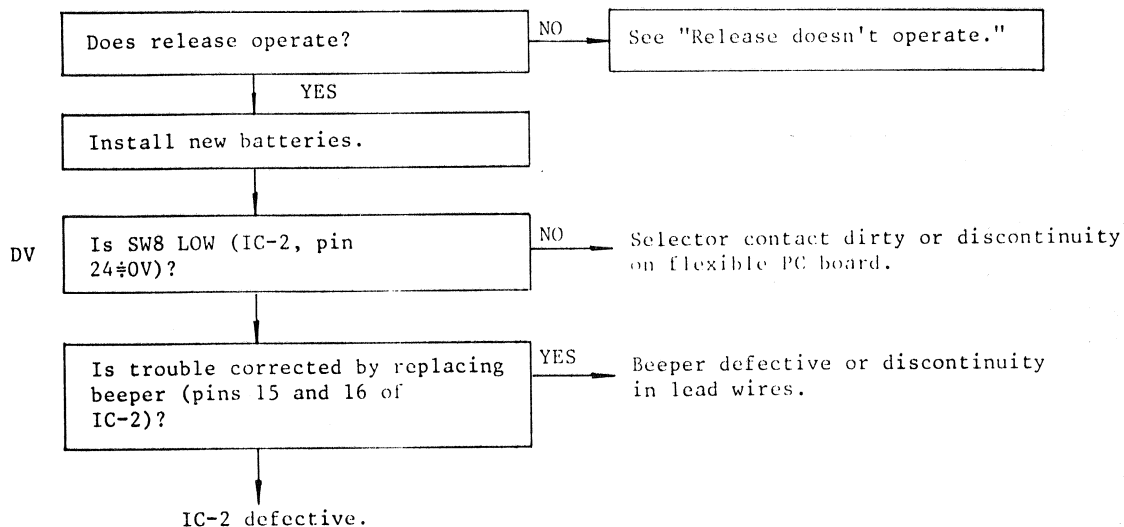 Does release operate?
NO
See "Release doesn't operate."
YES
Install new batteries.
DV
Is SW8 LOW (IC-2, pin
24≑0V)?
NO
Selector contact dirty or discontinuity
on flexible PC board.
Is trouble corrected by replacing
beeper (pins 15 and 16 of
IC-2)?
YES
Beeper defective or discontinuity
in lead wires.
IC-2 defective.